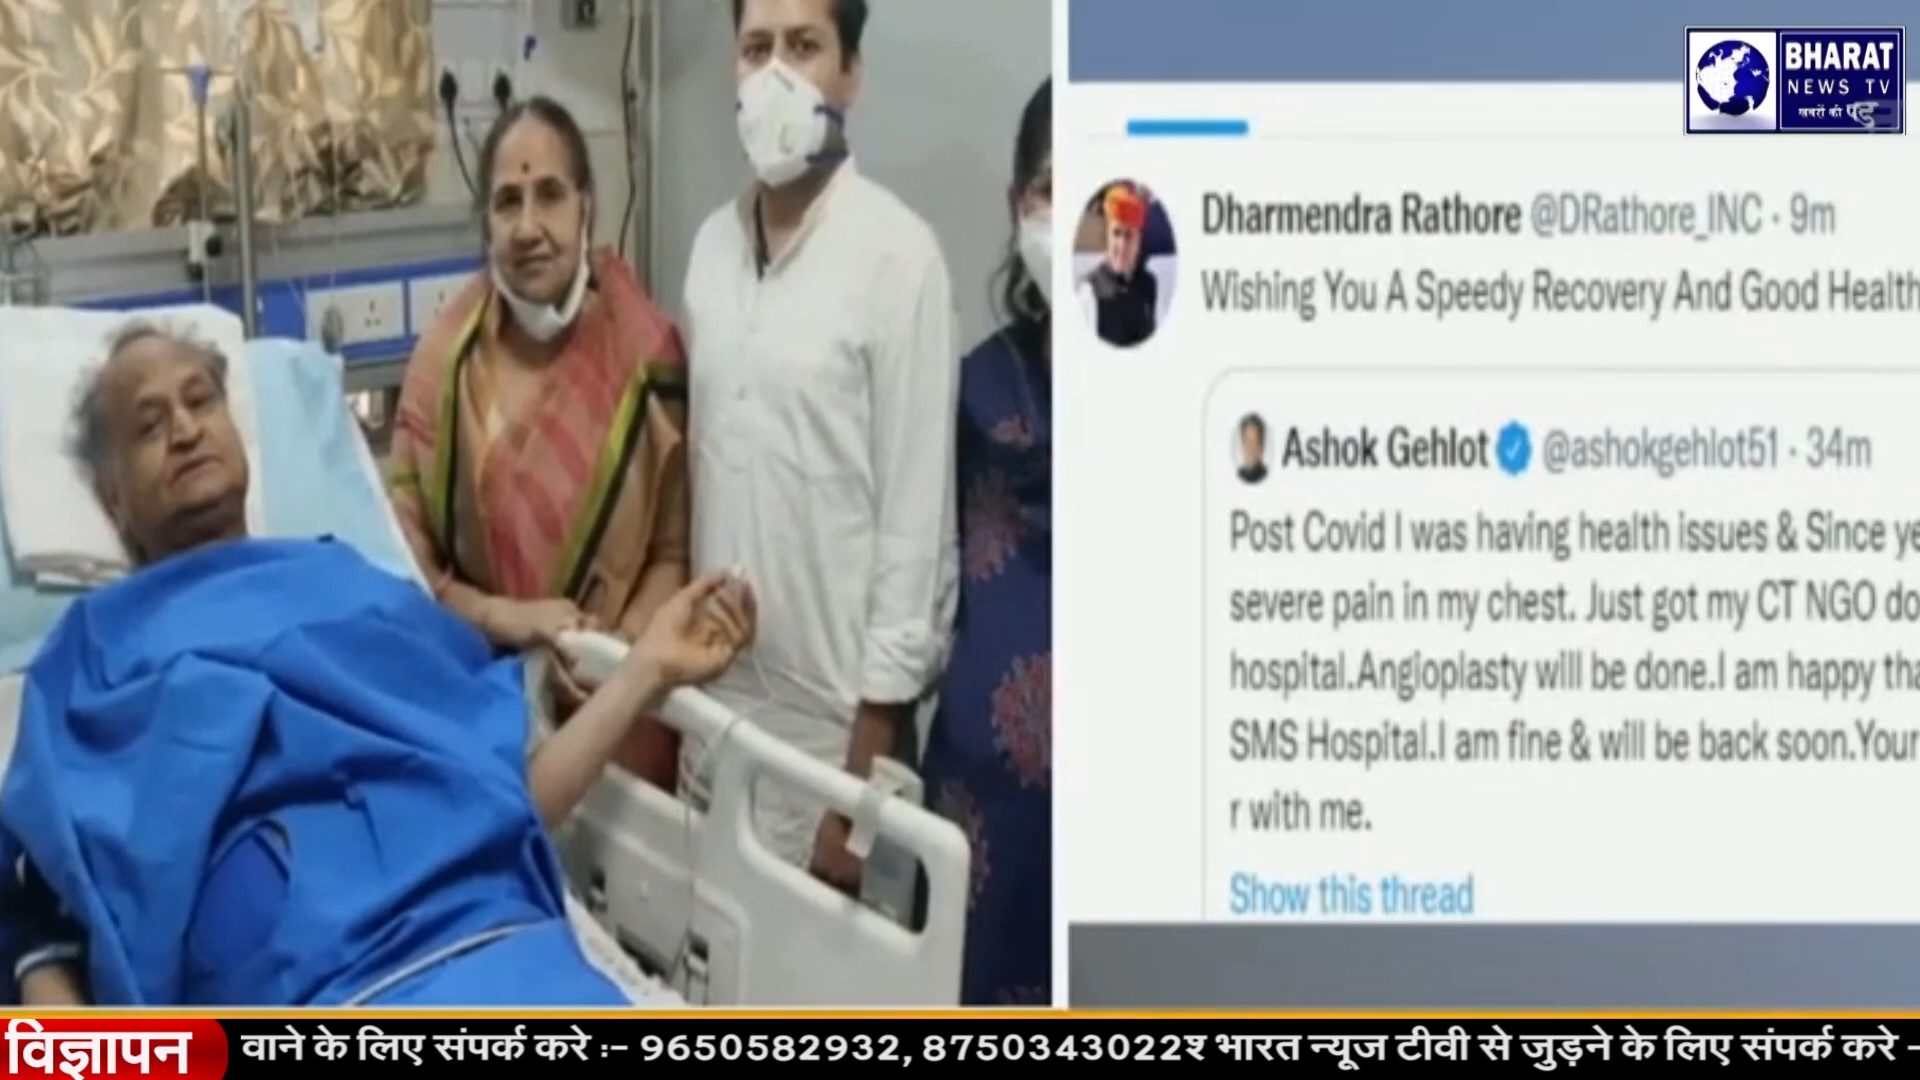 BHARAT
NEWS TV
खबरों की
Dharmendra Rathore @DRathore_INC · 9m
Wishing You A Speedy Recovery And Good Health
Ashok Gehlot @ashokgehlot51 · 34m
Post Covid I was having health issues & Since ye
severe pain in my chest. Just got my CT NGO do
hospital.Angioplasty will be done.I am happy tha
SMS Hospital.I am fine & will be back soon.Your
r with me.
Show this thread
विज्ञापन वाने के लिए संपर्क करे :- 9650582932, 8750343022श भारत न्यूज टीवी से जुड़ने के लिए संपर्क करे -